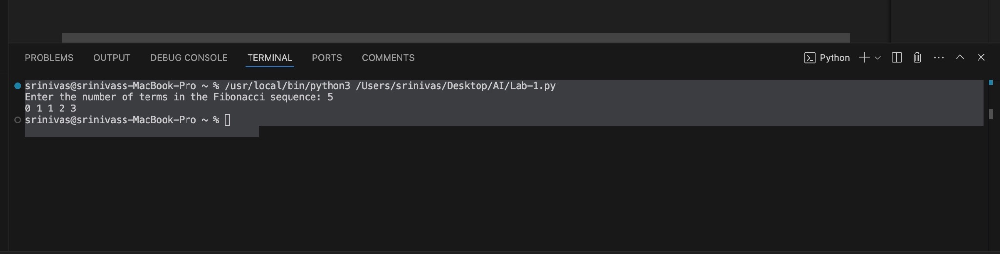 PROBLEMS OUTPUT DEBUG CONSOLE TERMINAL PORTS COMMENTS Python
srinivas@srinivass-MacBook-Pro ~ % /usr/local/bin/python3 /Users/srinivas/Desktop/AI/Lab-1.py
Enter the number of terms in the Fibonacci sequence: 5
0 1 1 2 3
srinivas@srinivass-MacBook-Pro ~ %